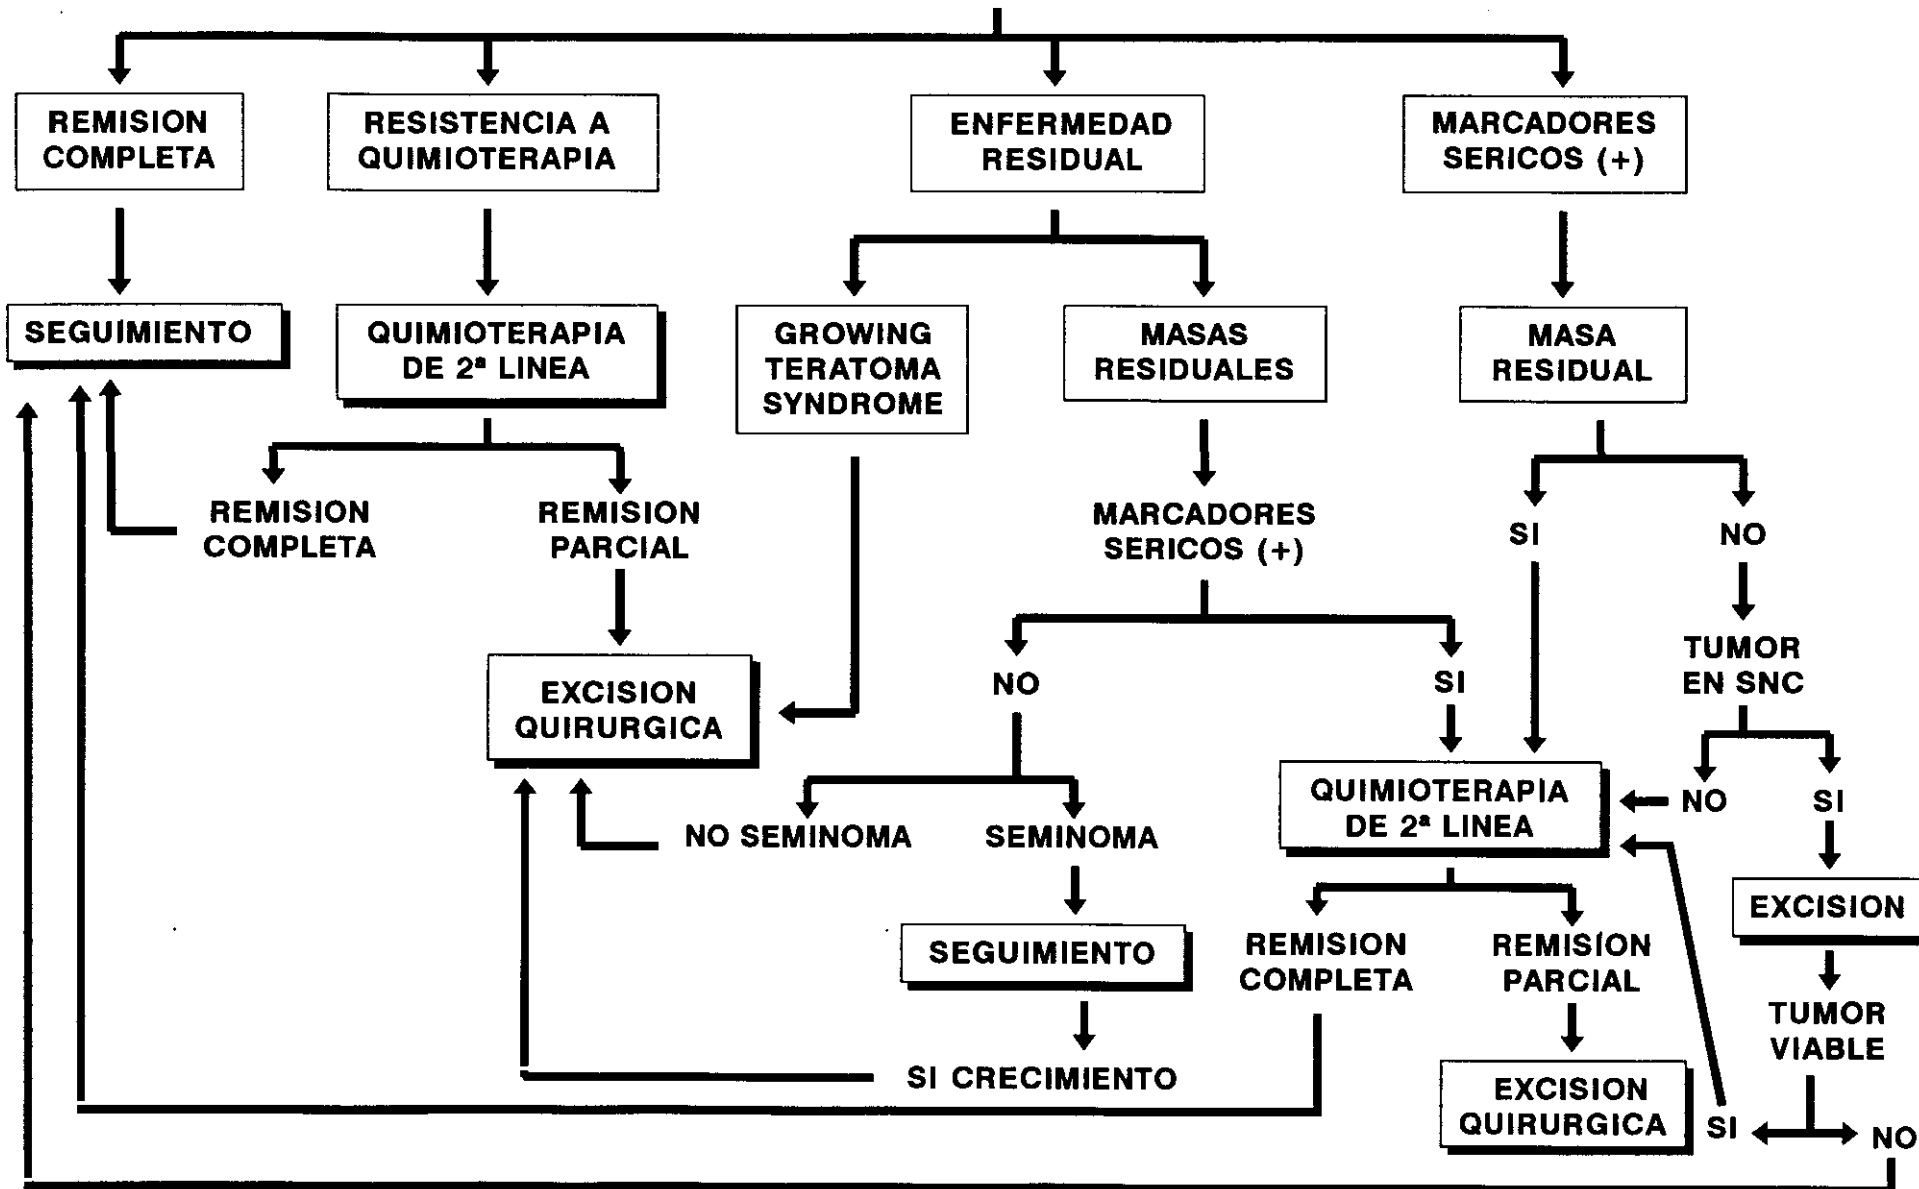 REMISION
COMPLETA
RESISTENCIA A
QUIMIOTERAPIA
ENFERMEDAD
RESIDUAL
MARCADORES
SERICOS (+)
SEGUIMIENTO
QUIMIOTERAPIA
DE 2ª LINEA
GROWING
TERATOMA
SYNDROME
MASAS
RESIDUALES
MASA
RESIDUAL
REMISION
COMPLETA
REMISION
PARCIAL
MARCADORES
SERICOS (+)
SI
NO
EXCISION
QUIRURGICA
NO
SI
TUMOR
EN SNC
NO SEMINOMA
SEMINOMA
QUIMIOTERAPIA
DE 2ª LINEA
NO
SI
SEGUIMIENTO
REMISION
COMPLETA
REMISION
PARCIAL
EXCISION
SI CRECIMIENTO
EXCISION
QUIRURGICA
TUMOR
VIABLE
SI
NO